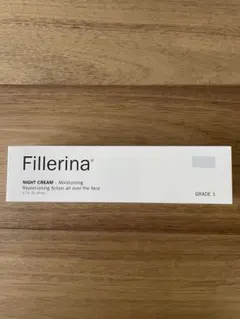 Fillerina®
NIGHT CREAM - Moisturizing
Replenishing Action all over the face
GRADE 1